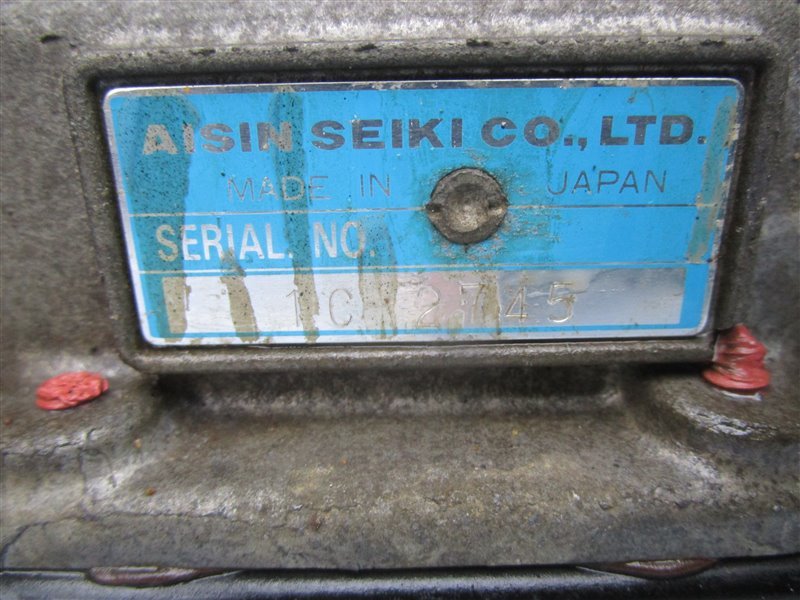 AISIN SEIKI CO., LTD.
MADE IN JAPAN
SERIAL. NO.